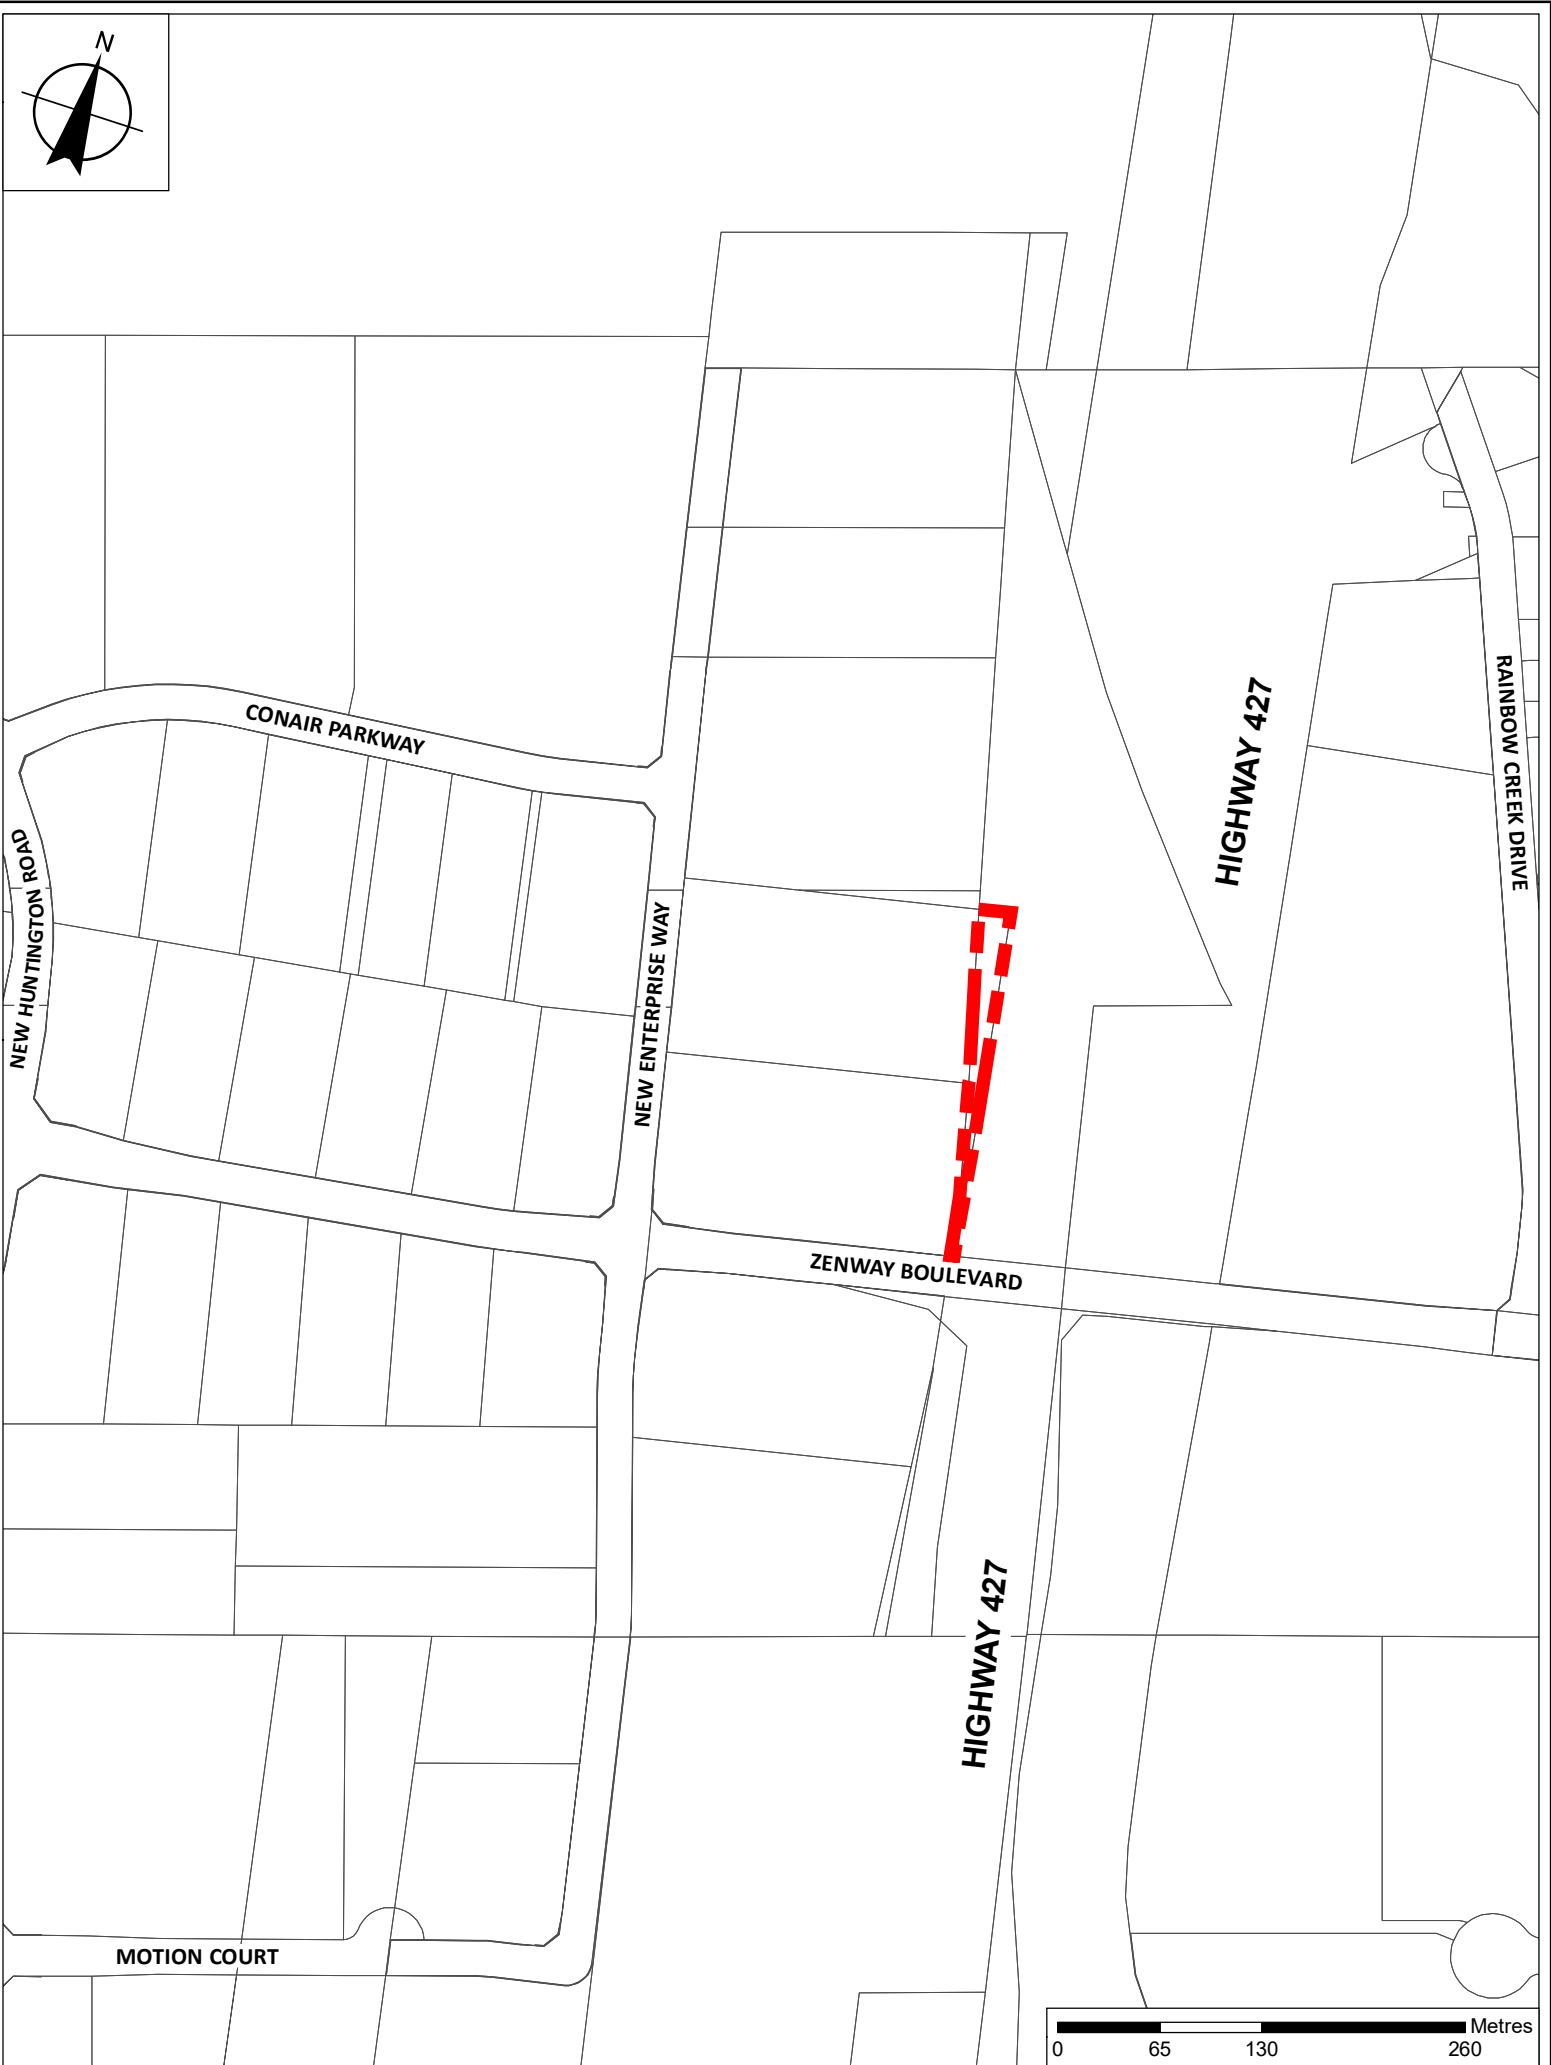 N
CONAIR PARKWAY
HIGHWAY 427
RAINBOW CREEK DRIVE
NEW HUNTINGTON ROAD
NEW ENTERPRISE WAY
ZENWAY BOULEVARD
HIGHWAY 427
MOTION COURT
Metres
0 65 130 260